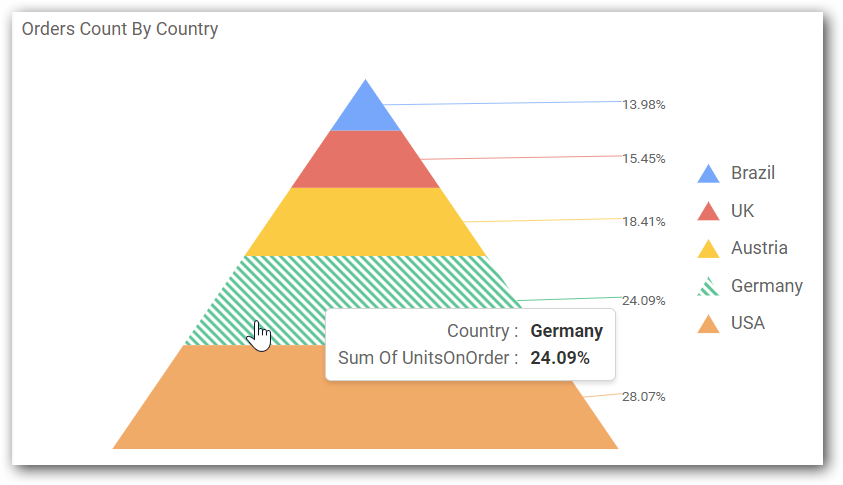 Orders Count By Country
13.98%
15.45%
18.41%
24.09%
28.07%
Brazil
UK
Austria
Germany
USA
Country : Germany
Sum Of UnitsOnOrder : 24.09%